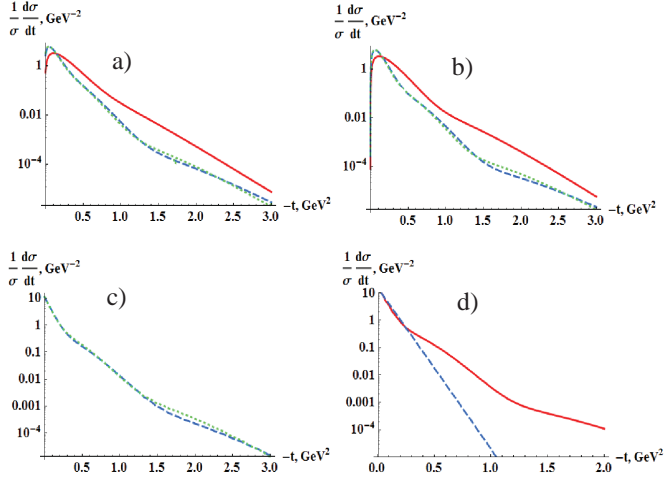 1/σ dσ/dt, GeV⁻²
a)
1
0.01
10⁻⁴
0.5 1.0 1.5 2.0 2.5 3.0
−t, GeV²
1/σ dσ/dt, GeV⁻²
b)
1
0.01
10⁻⁴
0.5 1.0 1.5 2.0 2.5 3.0
−t, GeV²
1/σ dσ/dt, GeV⁻²
c)
10
1
0.1
0.01
0.001
10⁻⁴
0.5 1.0 1.5 2.0 2.5 3.0
−t, GeV²
1/σ dσ/dt, GeV⁻²
d)
10
1
0.1
0.01
0.001
10⁻⁴
0.0 0.5 1.0 1.5 2.0
−t, GeV²